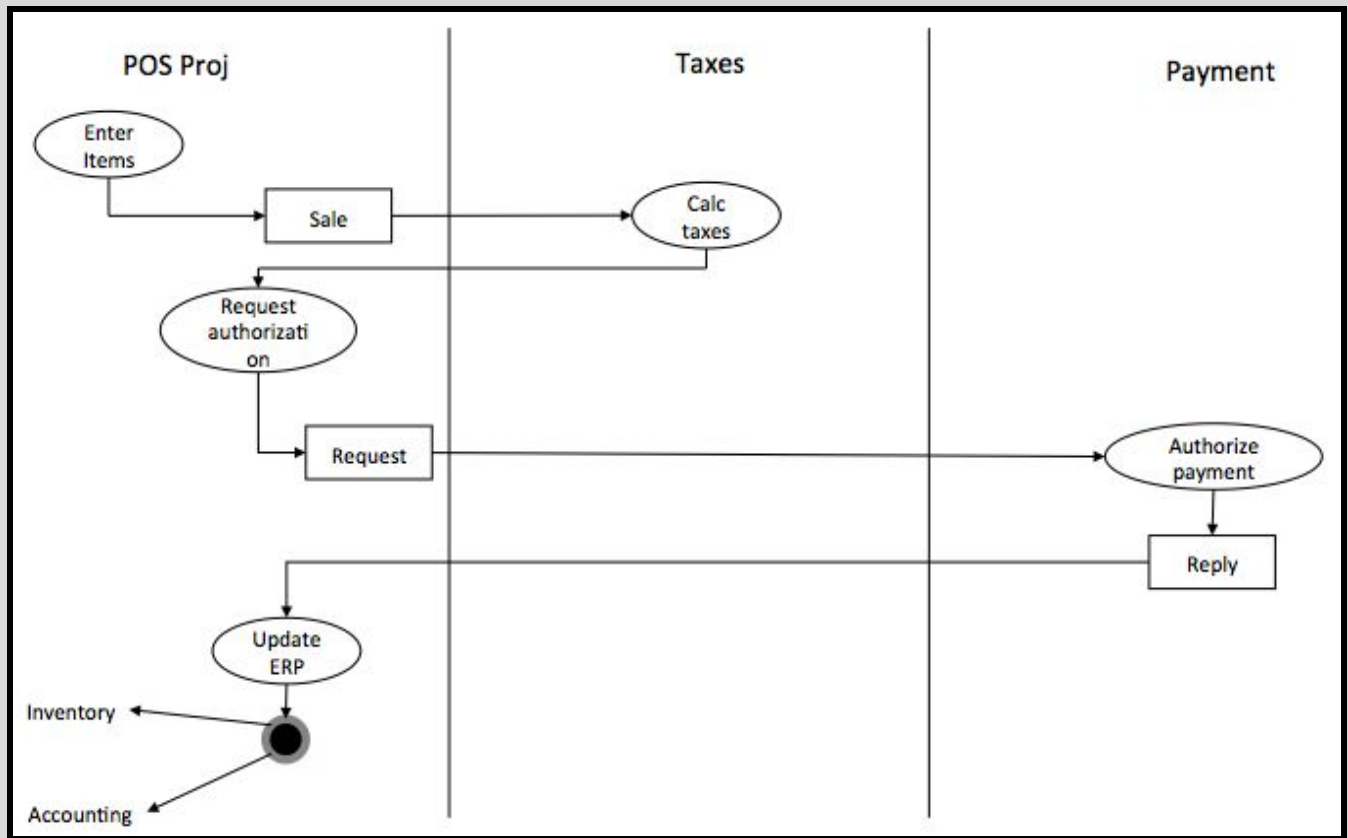 POS Proj
Taxes
Payment
Enter
Items
Sale
Calc
taxes
Request
authorizati
on
Request
Authorize
payment
Reply
Update
ERP
Inventory
Accounting